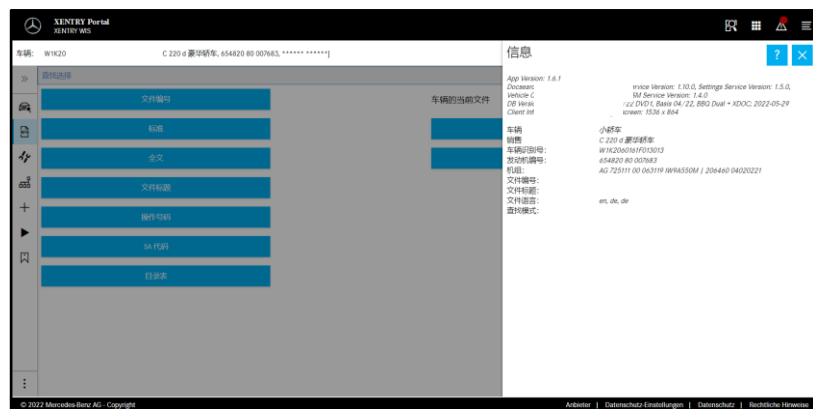 XENTRY Portal
XENTRY WIS
车辆: W1K20 C 220 d 豪华轿车, 654820 80 007683, ****** ******]
查找选择
文件编号
标准
全文
文件标题
操作号码
SA 代码
目录表
车辆的当前文件
信息
?
App Version: 1.6.1
Service Version: 1.10.0, Settings Service Version: 1.5.0,
SM Service Version: 1.4.0
DVD1, Basis 04/22, BBQ Dual + XDOC; 2022-05-29
screen: 1536 x 864
车辆 小轿车
销售 C 220 d 豪华轿车
车辆识别号: W1K2060161F013013
发动机编号: 654820 80 007683
机组: AG 725111 00 063119 IW9A550M | 206460 04020221
文件编号:
文件标题:
文件语言: en, de, de
查找模式:
© 2022 Mercedes-Benz AG - Copyright
Anbieter | Datenschutz-Einstellungen | Datenschutz | Rechtliche Hinweise